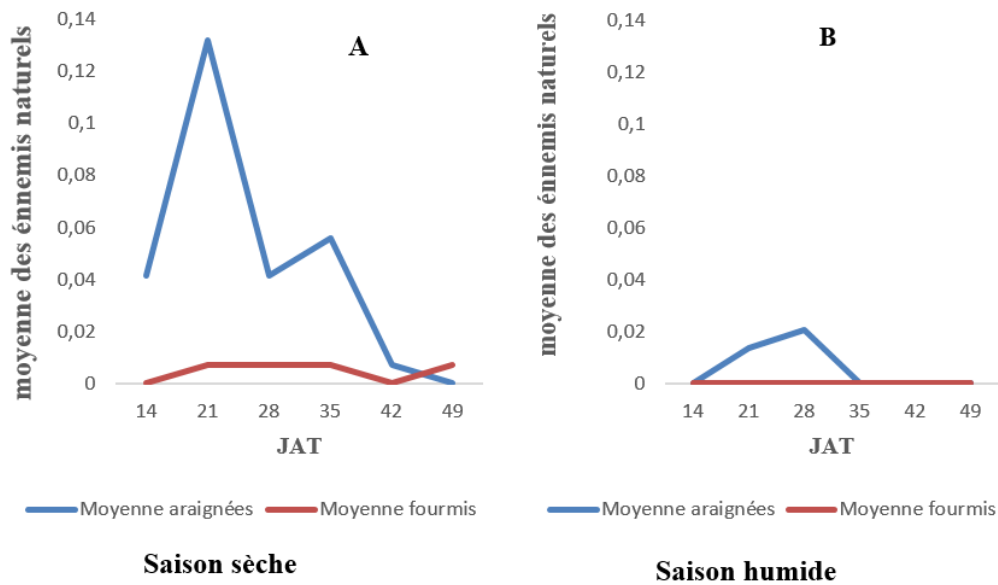 A
moyenne des énnemis naturels
0,14
0,12
0,1
0,08
0,06
0,04
0,02
0
14 21 28 35 42 49
JAT
Moyenne araignées Moyenne fourmis
Saison sèche
B
moyenne des énnemis naturels
0,14
0,12
0,1
0,08
0,06
0,04
0,02
0
14 21 28 35 42 49
JAT
Moyenne araignées Moyenne fourmis
Saison humide